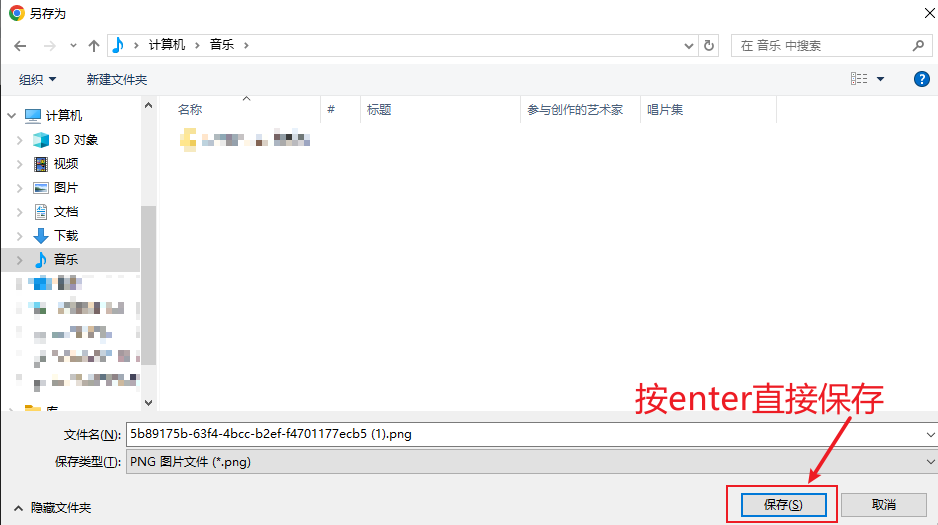 另存为
计算机 › 音乐 ›
在 音乐 中搜索
组织 新建文件夹
名称 # 标题 参与创作的艺术家 唱片集
计算机
3D 对象
视频
图片
文档
下载
音乐
按enter直接保存
文件名(N): 5b89175b-63f4-4bcc-b2ef-f4701177ecb5 (1).png
保存类型(T): PNG 图片文件 (*.png)
隐藏文件夹 保存(S) 取消